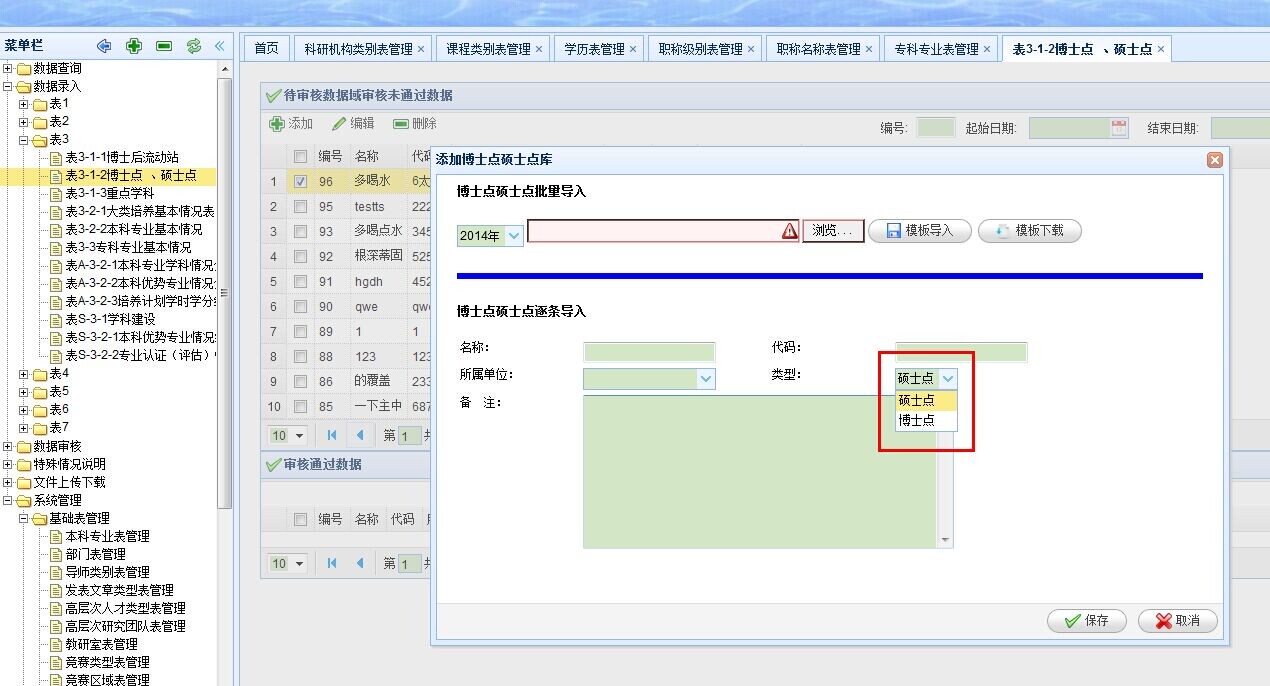 菜单栏
数据查询
数据录入
表1
表2
表3
表3-1-1博士后流动站
表3-1-2博士点 、硕士点
表3-1-3重点学科
表3-2-1大类培养基本情况表
表3-2-2本科专业基本情况
表3-3专科专业基本情况
表A-3-2-1本科专业学科情况
表A-3-2-2本科优势专业情况
表A-3-2-3培养计划学时学分
表S-3-1学科建设
表S-3-2-1本科优势专业情况
表S-3-2-2专业认证（评估）
表4
表5
表6
表7
数据审核
特殊情况说明
文件上传下载
系统管理
基础表管理
本科专业表管理
部门表管理
导师类别表管理
发表文章类型表管理
高层次人才类型表管理
高层次研究团队表管理
教研室表管理
竞赛类型表管理
竞赛区域表管理
首页 科研机构类别表管理 课程类别表管理 学历表管理 职称级别表管理 职称名称表管理 专科专业表管理 表3-1-2博士点 、硕士点
待审核数据域审核未通过数据
添加 编辑 删除 编号: 起始日期: 结束日期:
编号 名称 代码
1 96 多喝水 6太
2 95 testts 222
3 93 多喝点水 345
4 92 根深蒂固 525
5 91 hgdh 452
6 90 qwe qw
7 89 1 1
8 88 123 123
9 86 的覆盖 233
10 85 一下主中 687
10 第 1 共
审核通过数据
编号 名称 代码
10 第 1 共
添加博士点硕士点库
博士点硕士点批量导入
2014年 浏览... 模板导入 模板下载
博士点硕士点逐条导入
名称: 代码:
所属单位: 类型: 硕士点
硕士点
博士点
备 注:
保存 取消